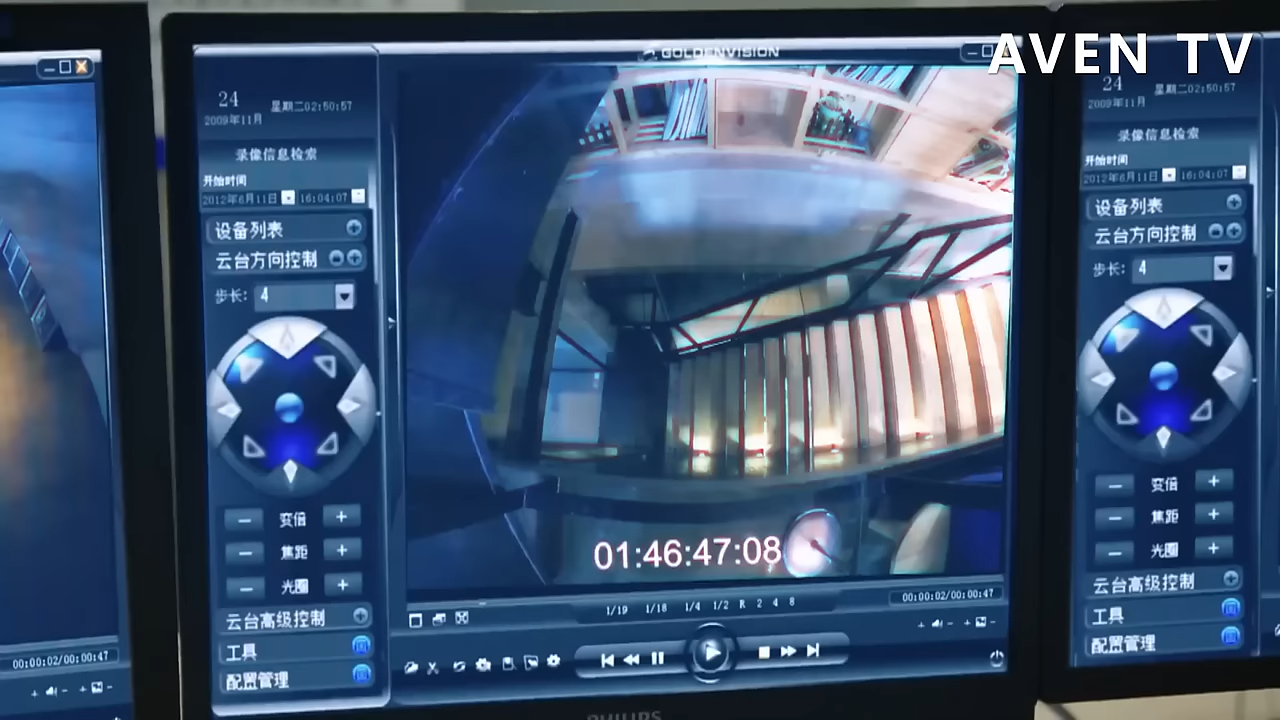 AVEN TV
GOLDENVISION
24
星期二02:50:57
2009年11月
录像信息检索
开始时间
2012年6月11日 16:04:07
设备列表
云台方向控制
步长: 4
变倍
焦距
光圈
云台高级控制
工具
配置管理
01:46:47:08
1/19 1/18 1/4 1/2 R 2 4 8
00:00:02/00:00:47
PHILIPS
00:00:02/00:00:47
24
星期二02:50:57
2009年11月
录像信息检索
开始时间
2012年6月11日 16:04:07
设备列表
云台方向控制
步长: 4
变倍
焦距
光圈
云台高级控制
工具
配置管理